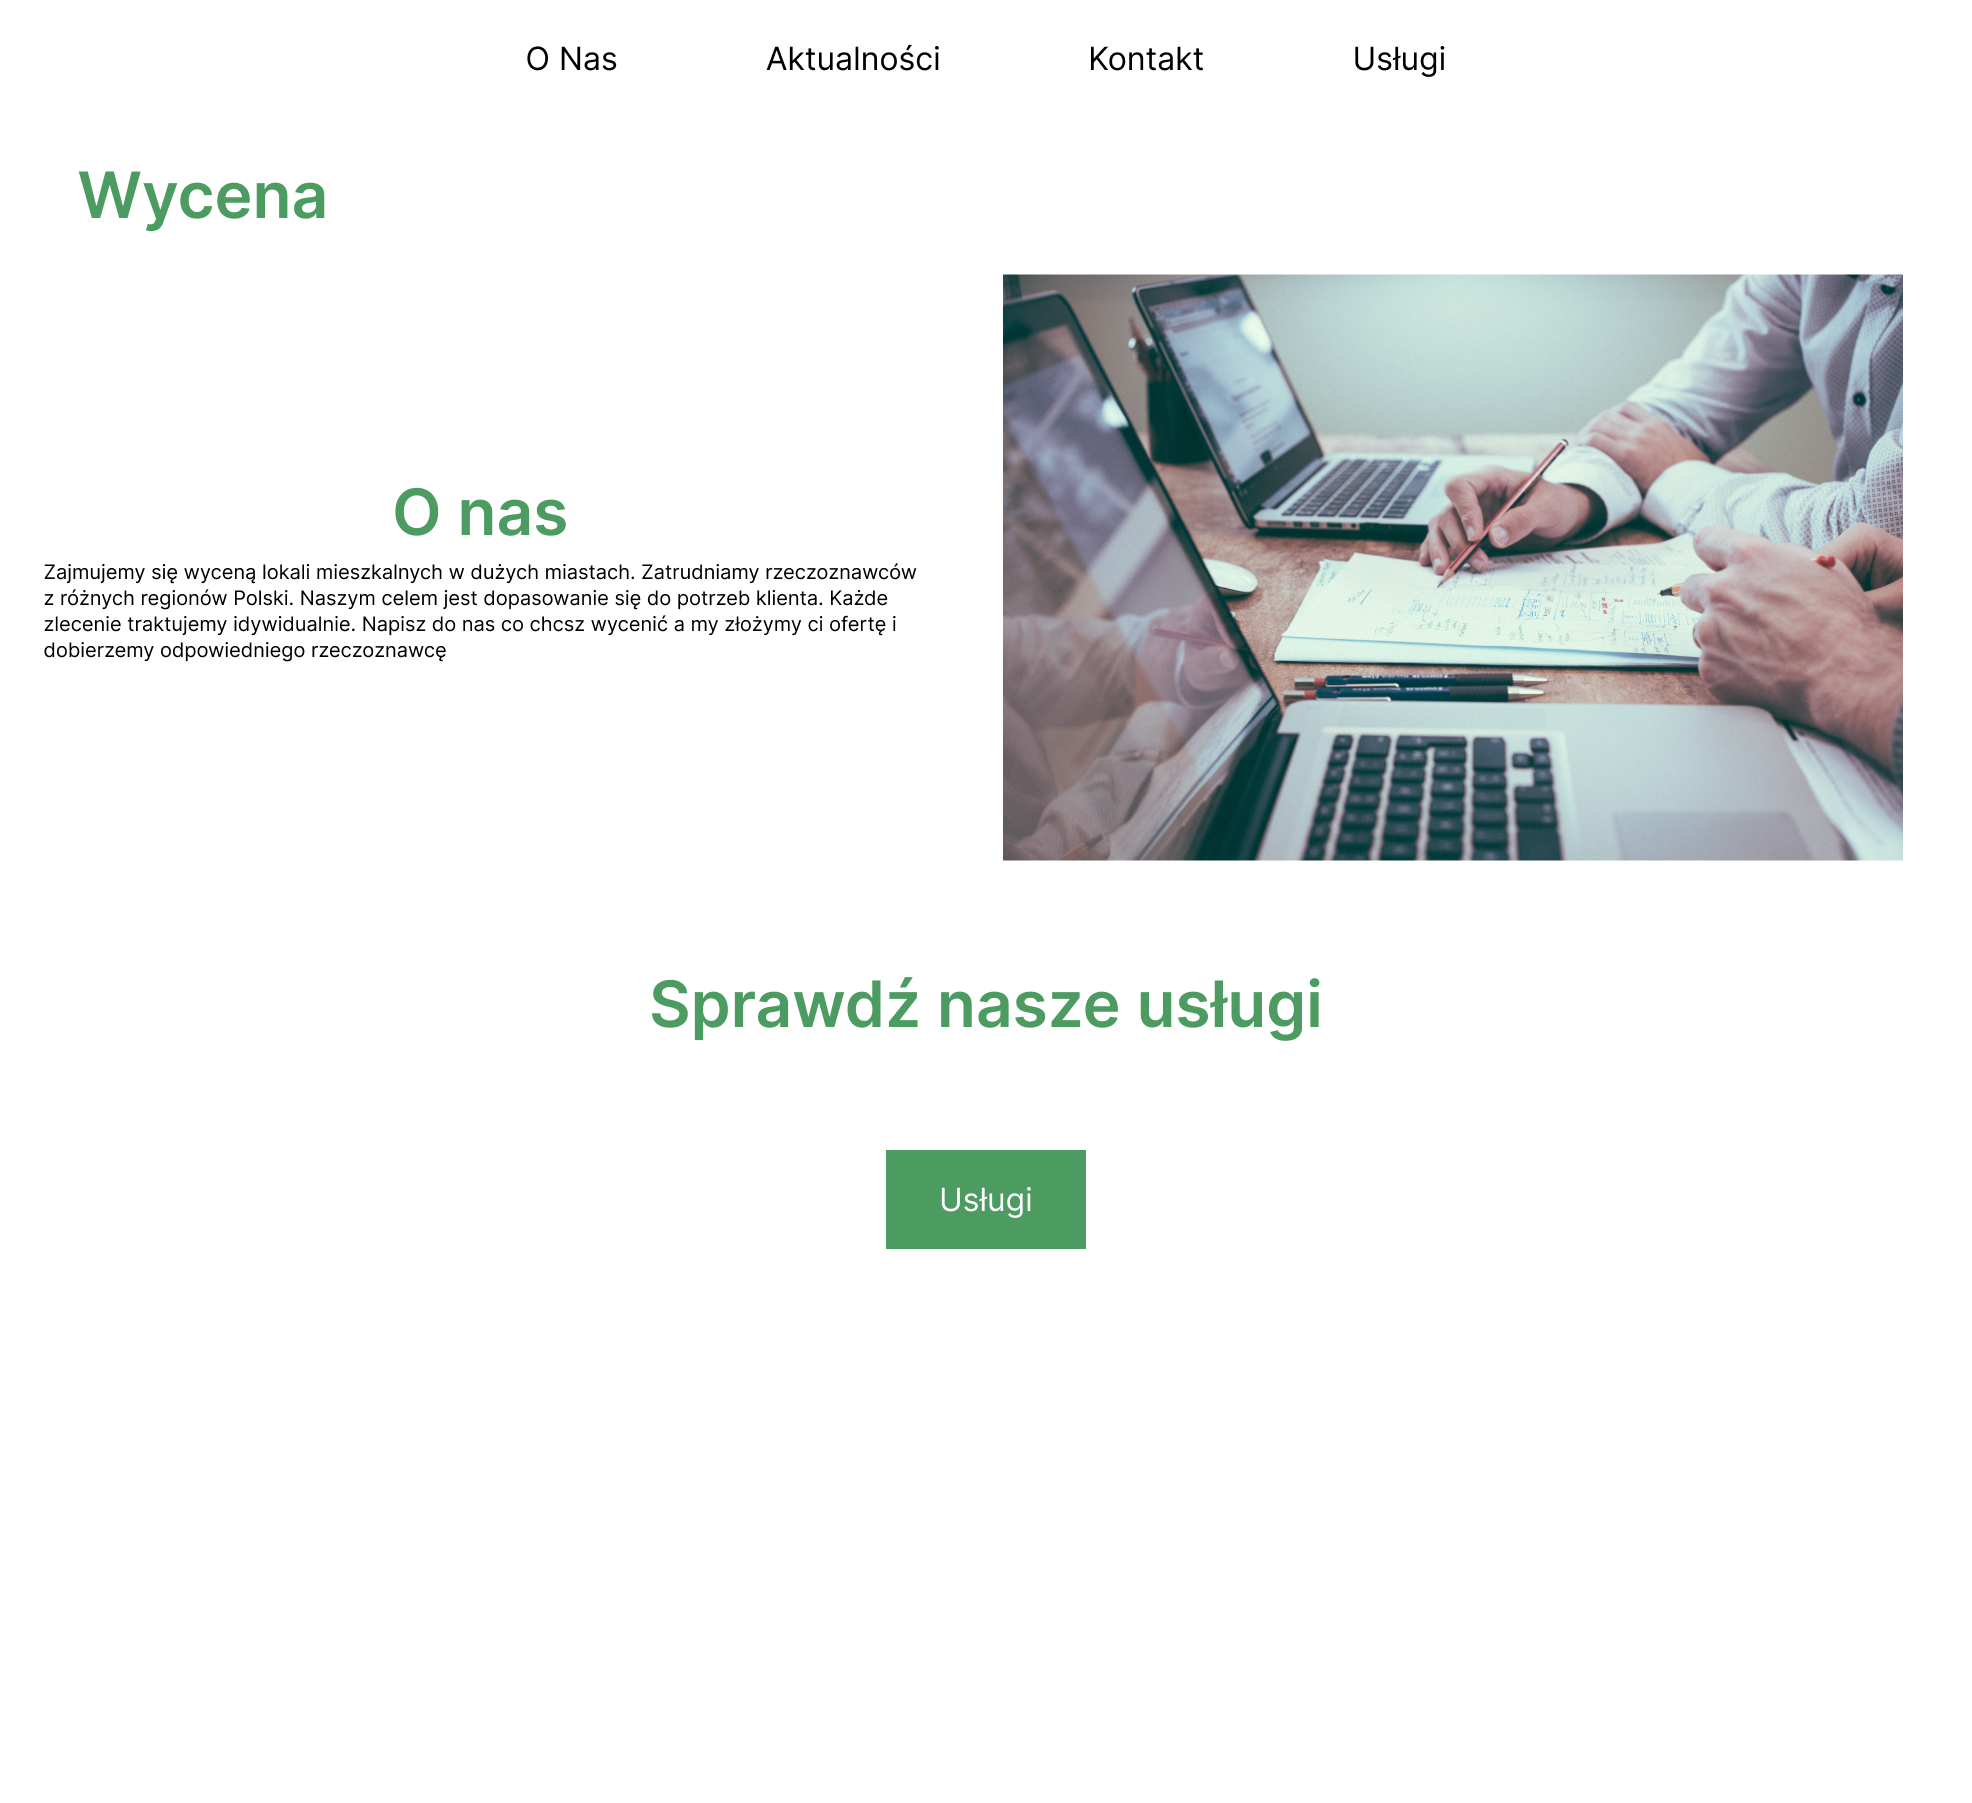 O Nas Aktualności Kontakt Usługi
Wycena
O nas
Zajmujemy się wyceną lokali mieszkalnych w dużych miastach. Zatrudniamy rzeczoznawców
z różnych regionów Polski. Naszym celem jest dopasowanie się do potrzeb klienta. Każde
zlecenie traktujemy idywidualnie. Napisz do nas co chcsz wycenić a my złożymy ci ofertę i
dobierzemy odpowiedniego rzeczoznawcę
Sprawdź nasze usługi
Usługi